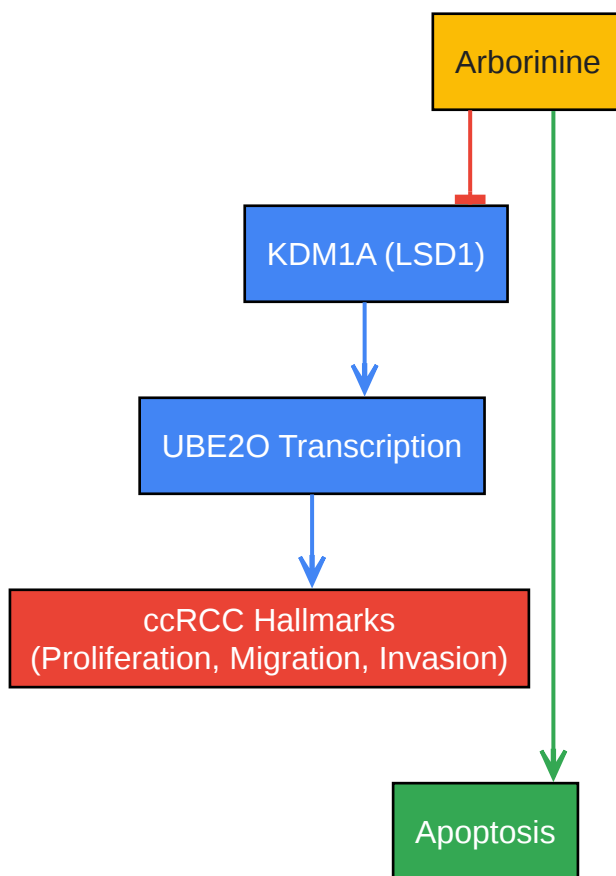 Arborinine
KDM1A (LSD1)
UBE2O Transcription
ccRCC Hallmarks
(Proliferation, Migration, Invasion)
Apoptosis